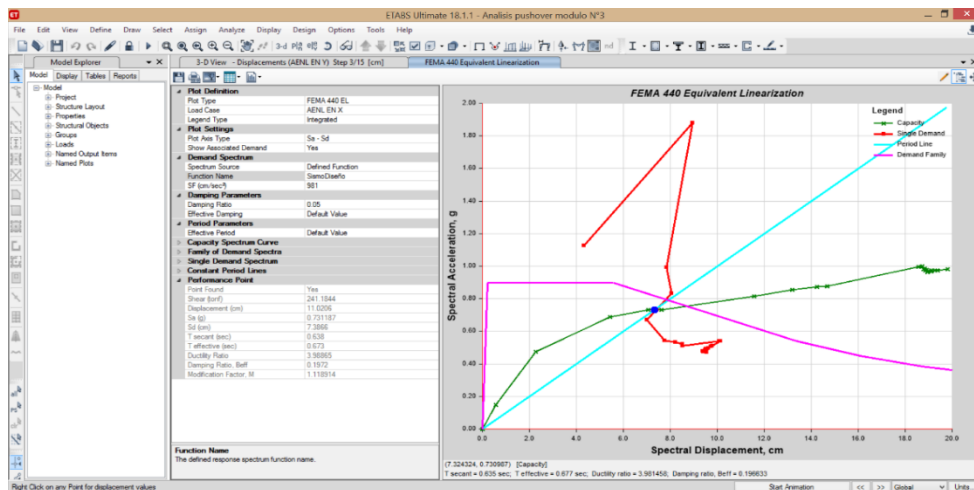 ETABS Ultimate 18.1.1 - Analisis pushover modulo N°3
File Edit View Define Draw Select Assign Analyze Display Design Options Tools Help
Model Explorer
3-D View - Displacements (AENL EN Y) Step 3/15 [cm]
FEMA 440 Equivalent Linearization
Model Display Tables Reports
Model
Project
Structure Layout
Properties
Structural Objects
Groups
Loads
Named Output Items
Named Plots
Plot Definition
Plot Type FEMA 440 EL
Load Case AENL EN X
Legend Type Integrated
Plot Settings
Plot Axis Type Sa - Sd
Show Associated Demand Yes
Demand Spectrum
Spectrum Source Defined Function
Function Name SismoDiseño
SF (cm/sec²) 981
Damping Parameters
Damping Ratio 0.05
Effective Damping Default Value
Period Parameters
Effective Period Default Value
Capacity Spectrum Curve
Family of Demand Spectra
Single Demand Spectrum
Constant Period Lines
Performance Point
Point Found Yes
Shear (tonf) 241.1844
Displacement (cm) 11.0206
Sa (g) 0.731187
Sd (cm) 7.3866
T secant (sec) 0.638
T effective (sec) 0.673
Ductility Ratio 3.98865
Damping Ratio, Beff 0.1972
Modification Factor, M 1.118914
Function Name
The defined response spectrum function name.
FEMA 440 Equivalent Linearization
Legend
Capacity
Single Demand
Period Line
Demand Family
Spectral Acceleration, g
2.00
1.80
1.60
1.40
1.20
1.00
0.80
0.60
0.40
0.20
0.00
0.0 2.0 4.0 6.0 8.0 10.0 12.0 14.0 16.0 18.0 20.0
Spectral Displacement, cm
(7.324324, 0.730987) [Capacity]
T secant = 0.635 sec; T effective = 0.677 sec; Ductility ratio = 3.961458; Damping ratio, Beff = 0.196633
Right Click on any Point for displacement values
Start Animation << >> Global Units...